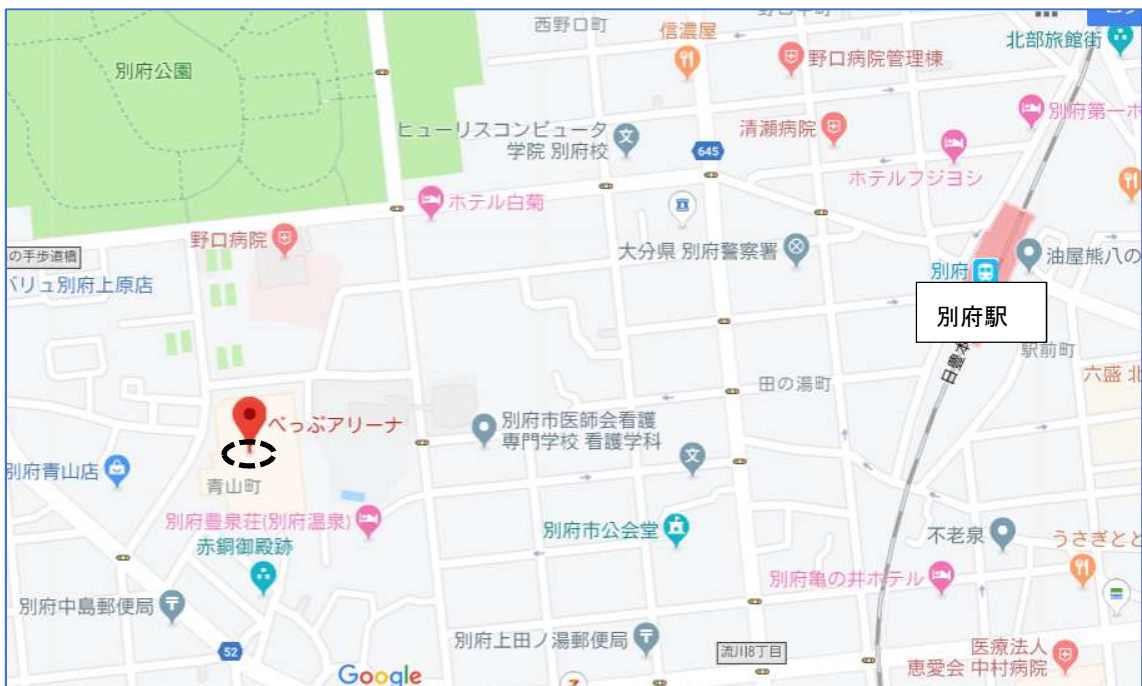 西野口町
信濃屋
北部旅館街
別府公園
野口病院管理棟
別府第一ホ
ヒューリスコンピュータ
学院 別府校
清瀬病院
645
ホテルフジヨシ
ホテル白菊
野口病院
大分県 別府警察署
の手歩道橋
バリュ別府上原店
別府
油屋熊八の
別府駅
日豊本
駅前町
田の湯町
六盛 北
べっぷアリーナ
別府市医師会看護
専門学校 看護学科
別府青山店
青山町
別府豊泉荘(別府温泉)
赤銅御殿跡
別府市公会堂
不老泉
うさぎとと
別府亀の井ホテル
別府中島郵便局
別府上田ノ湯郵便局
流川8丁目
医療法人
恵愛会 中村病院
52
Google